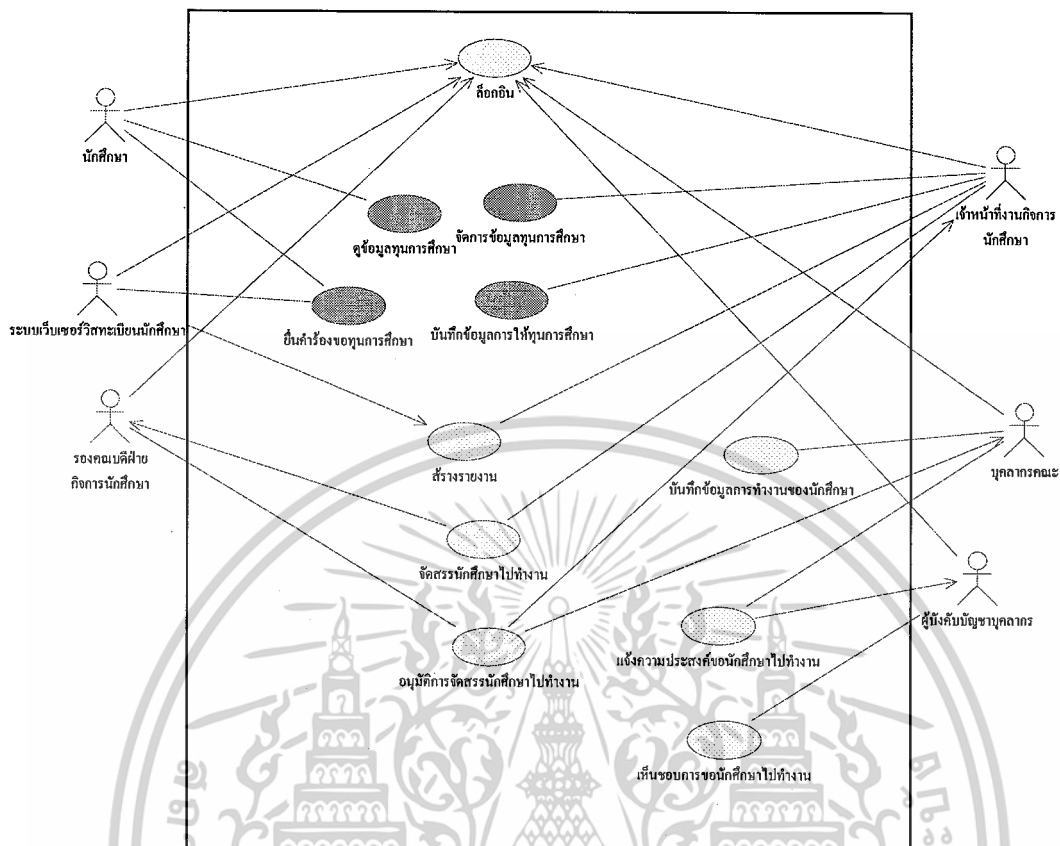 ล็อกอิน
นักศึกษา
เจ้าหน้าที่งานกิจการ
นักศึกษา
ดูข้อมูลทุนการศึกษา
จัดการข้อมูลทุนการศึกษา
ระบบเว็บเซอร์วิสทะเบียนนักศึกษา
ยื่นคำร้องขอทุนการศึกษา
บันทึกข้อมูลการให้ทุนการศึกษา
รองคณบดีฝ่าย
กิจการนักศึกษา
สร้างรายงาน
บุคลากรคณะ
บันทึกข้อมูลการทำงานของนักศึกษา
จัดสรรนักศึกษาไปทำงาน
ผู้บังคับบัญชาบุคลากร
แจ้งความประสงค์ขอนักศึกษาไปทำงาน
อนุมัติการจัดสรรนักศึกษาไปทำงาน
เห็นชอบการขอนักศึกษาไปทำงาน